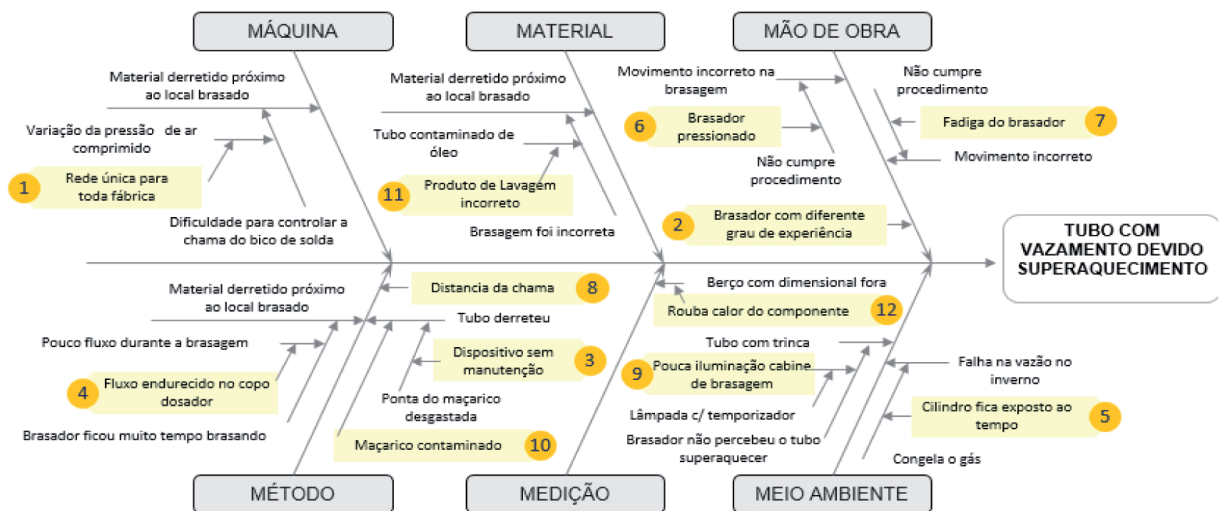 MÁQUINA
MATERIAL
MÃO DE OBRA
Material derretido próximo
ao local brasado
Variação da pressão de ar
comprimido
1
Rede única para
toda fábrica
Dificuldade para controlar a
chama do bico de solda
Material derretido próximo
ao local brasado
Tubo contaminado de
óleo
11
Produto de Lavagem
incorreto
Brasagem foi incorreta
Movimento incorreto na
brasagem
6
Brasador
pressionado
Não cumpre
procedimento
Não cumpre
procedimento
Fadiga do brasador
7
Movimento incorreto
2
Brasador com diferente
grau de experiência
TUBO COM
VAZAMENTO DEVIDO
SUPERAQUECIMENTO
Material derretido próximo
ao local brasado
Distancia da chama
8
Tubo derreteu
Pouco fluxo durante a brasagem
4
Fluxo endurecido no copo
dosador
Dispositivo sem
manutenção
3
Ponta do maçarico
desgastada
Brasador ficou muito tempo brasando
Maçarico contaminado
10
Berço com dimensional fora
Rouba calor do componente
12
Tubo com trinca
9
Pouca iluminação cabine
de brasagem
Lâmpada c/ temporizador
Brasador não percebeu o tubo
superaquecer
Falha na vazão no
inverno
Cilindro fica exposto ao
tempo
5
Congela o gás
MÉTODO
MEDIÇÃO
MEIO AMBIENTE